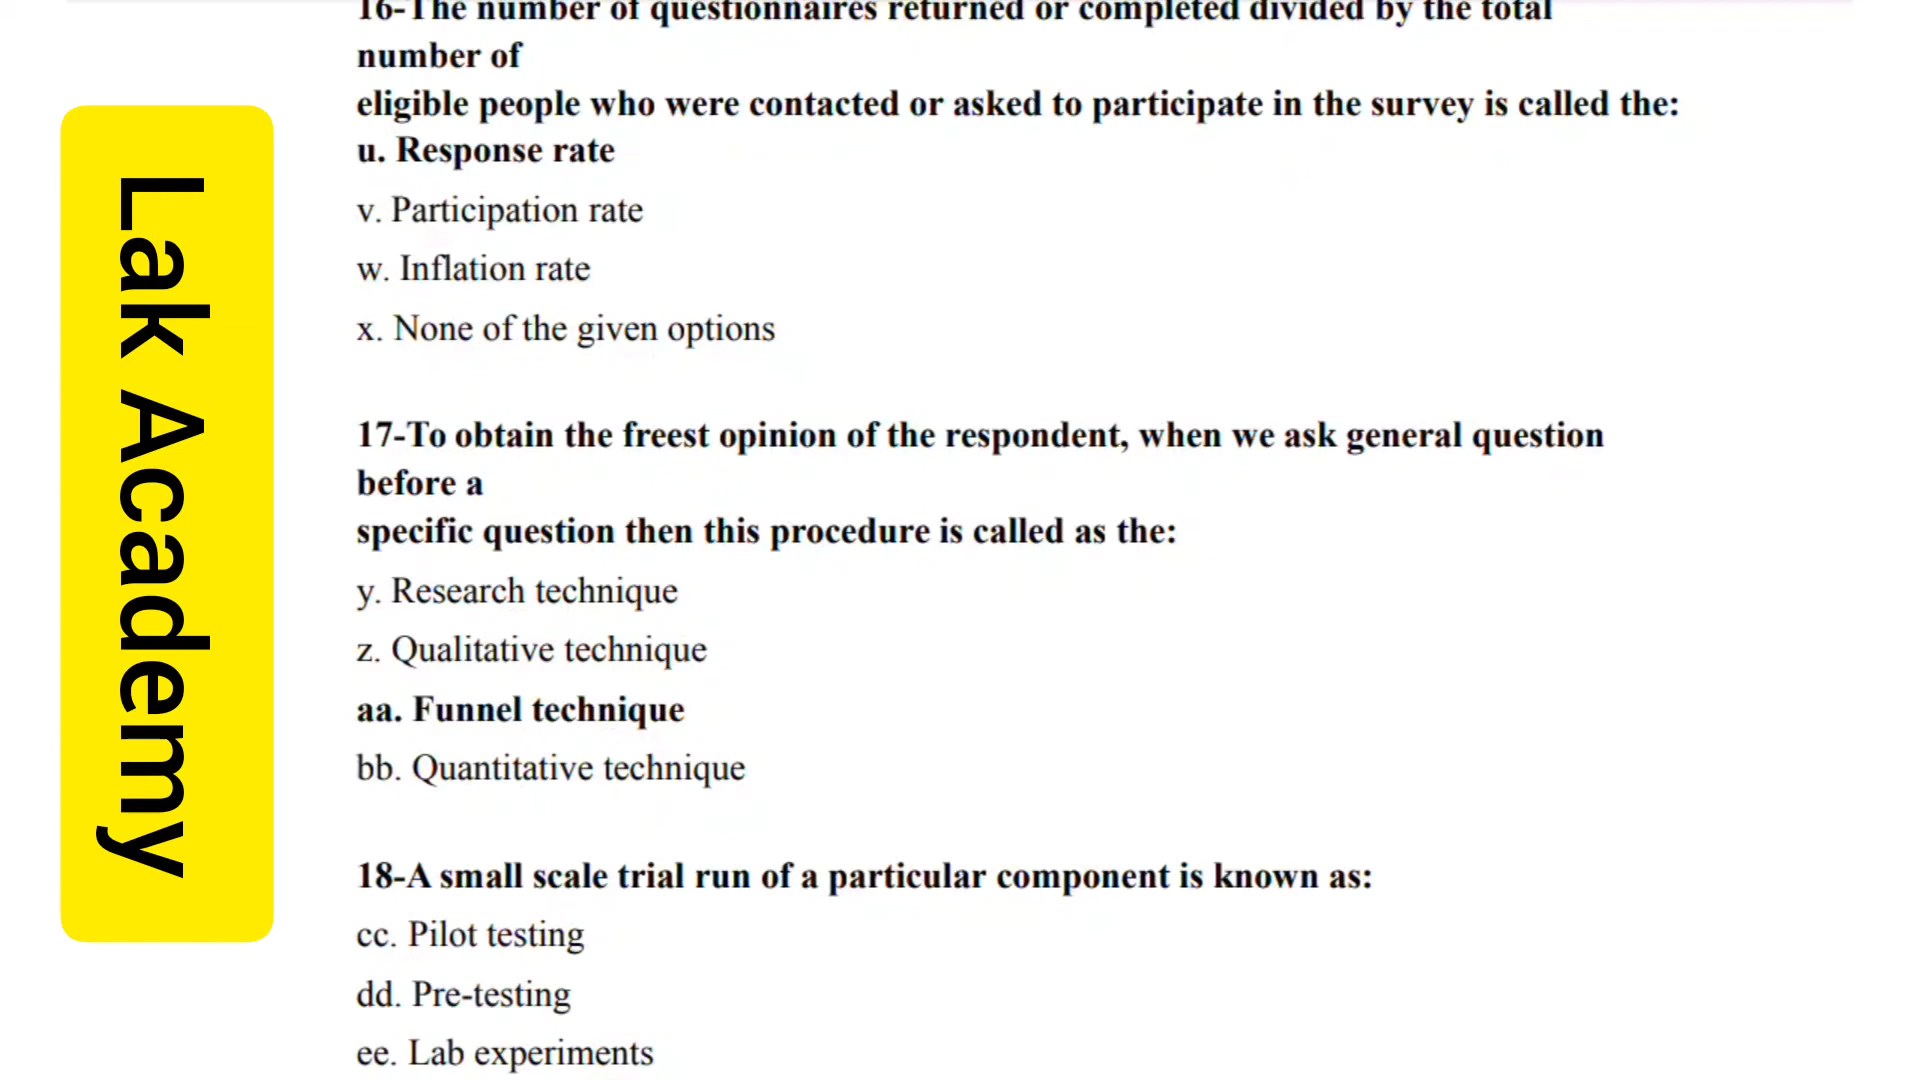 16-The number of questionnaires returned or completed divided by the total
number of
eligible people who were contacted or asked to participate in the survey is called the:
u. Response rate
v. Participation rate
w. Inflation rate
x. None of the given options
17-To obtain the freest opinion of the respondent, when we ask general question
before a
specific question then this procedure is called as the:
y. Research technique
z. Qualitative technique
aa. Funnel technique
bb. Quantitative technique
18-A small scale trial run of a particular component is known as:
cc. Pilot testing
dd. Pre-testing
ee. Lab experiments
Lak Academy